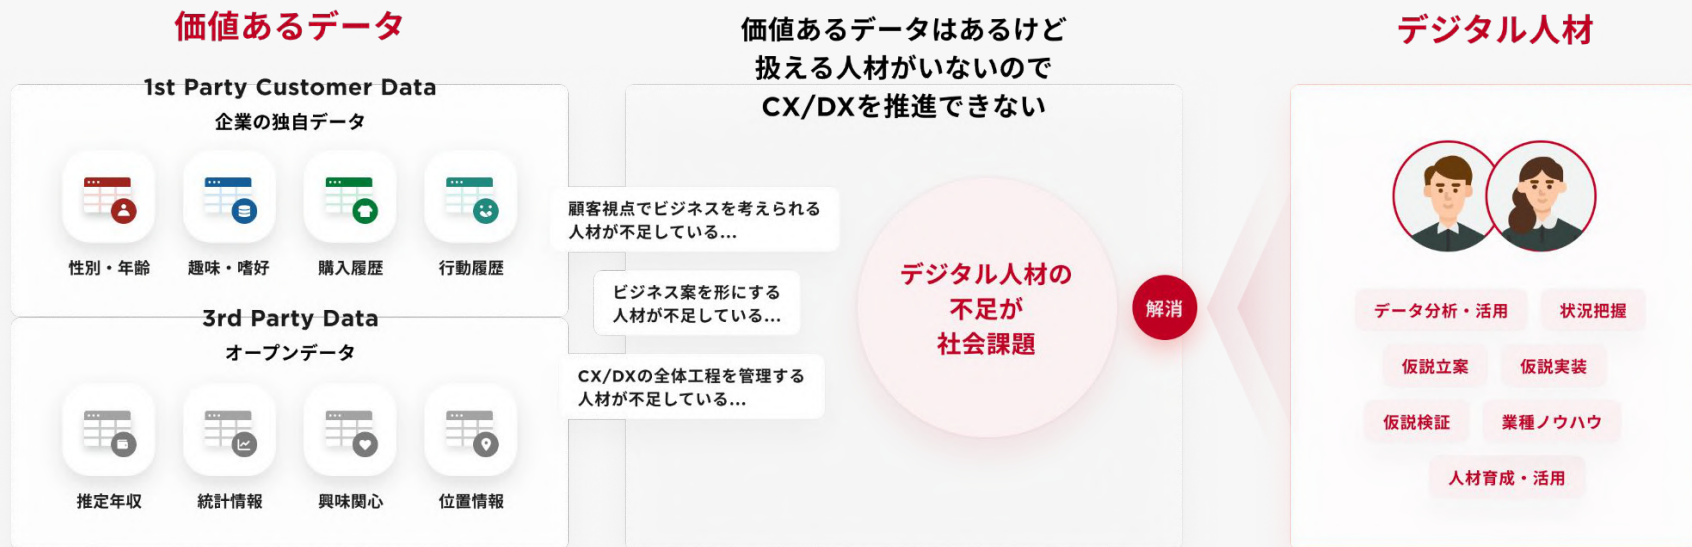 価値あるデータ
1st Party Customer Data
企業の独自データ
性別・年齢
趣味・嗜好
購入履歴
行動履歴
3rd Party Data
オープンデータ
推定年収
統計情報
興味関心
位置情報
価値あるデータはあるけど
扱える人材がいないので
CX/DXを推進できない
顧客視点でビジネスを考えられる
人材が不足している...
ビジネス案を形にする
人材が不足している...
CX/DXの全体工程を管理する
人材が不足している...
デジタル人材の
不足が
社会課題
解消
デジタル人材
データ分析・活用
状況把握
仮説立案
仮説実装
仮説検証
業種ノウハウ
人材育成・活用